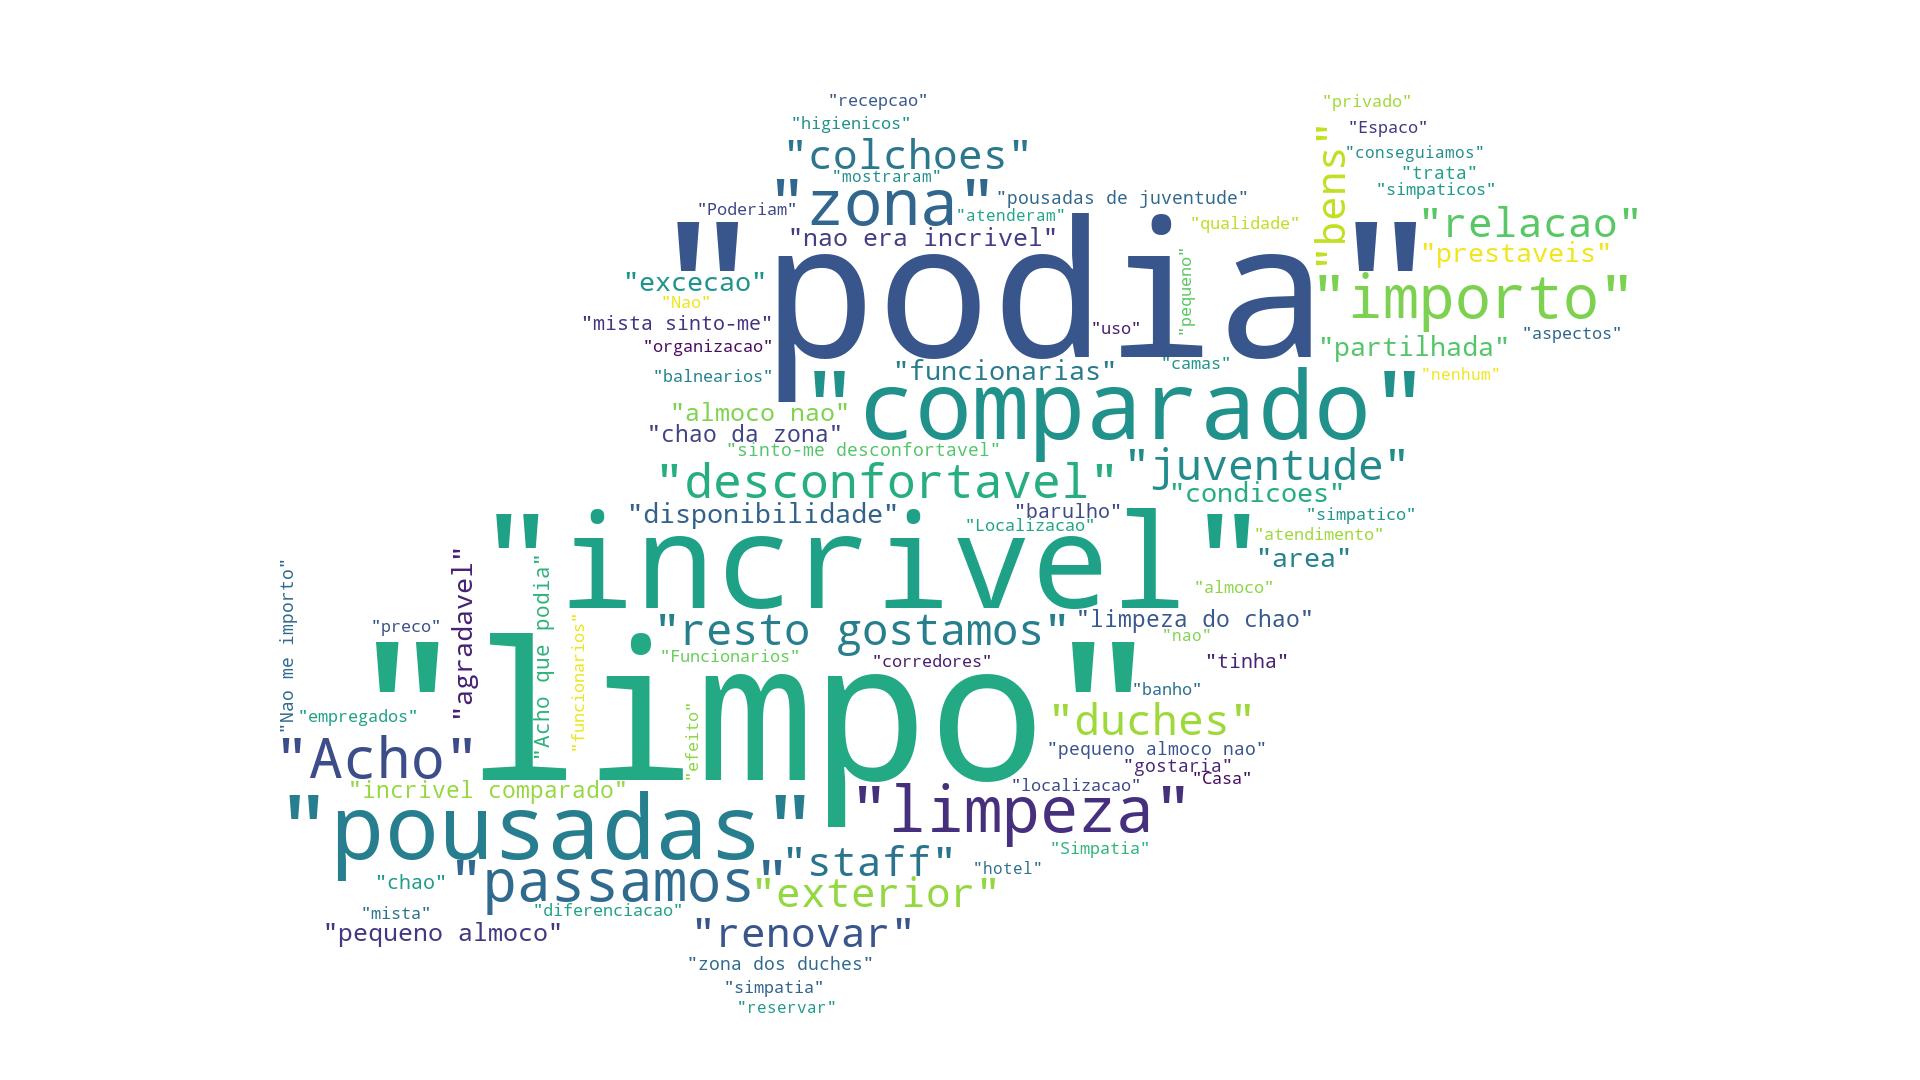 "recepcao"
"privado"
"higienicos"
"Espaco"
"colchoes"
"bens"
"conseguiamos"
"mostraram"
"trata"
"simpaticos"
"zona"
"pousadas de juventude"
"Poderiam"
"atenderam"
"qualidade"
"relacao"
"nao era incrivel"
"prestaveis"
"podia"
"excecao"
"pequeno"
"importo"
"Nao"
"mista sinto-me"
"uso"
"aspectos"
"organizacao"
"partilhada"
"balnearios"
"funcionarias"
"camas"
"nenhum"
"almoco nao"
"comparado"
"chao da zona"
"sinto-me desconfortavel"
"juventude"
"desconfortavel"
"condicoes"
"disponibilidade"
"barulho"
"simpatico"
"Localizacao"
"atendimento"
"incrivel"
"area"
"almoco"
"Nao me importo"
"agradavel"
"Acho que podia"
"preco"
"funcionarios"
"resto gostamos"
"limpeza do chao"
"nao"
"Funcionarios"
"corredores"
"tinha"
"banho"
"empregados"
"limpo"
"efeito"
"duches"
"pequeno almoco nao"
"Acho"
"gostaria"
"Casa"
"incrivel comparado"
"localizacao"
"limpeza"
"pousadas"
"Simpatia"
"staff"
"hotel"
"chao"
"passamos"
"exterior"
"mista"
"diferenciacao"
"pequeno almoco"
"renovar"
"zona dos duches"
"simpatia"
"reservar"